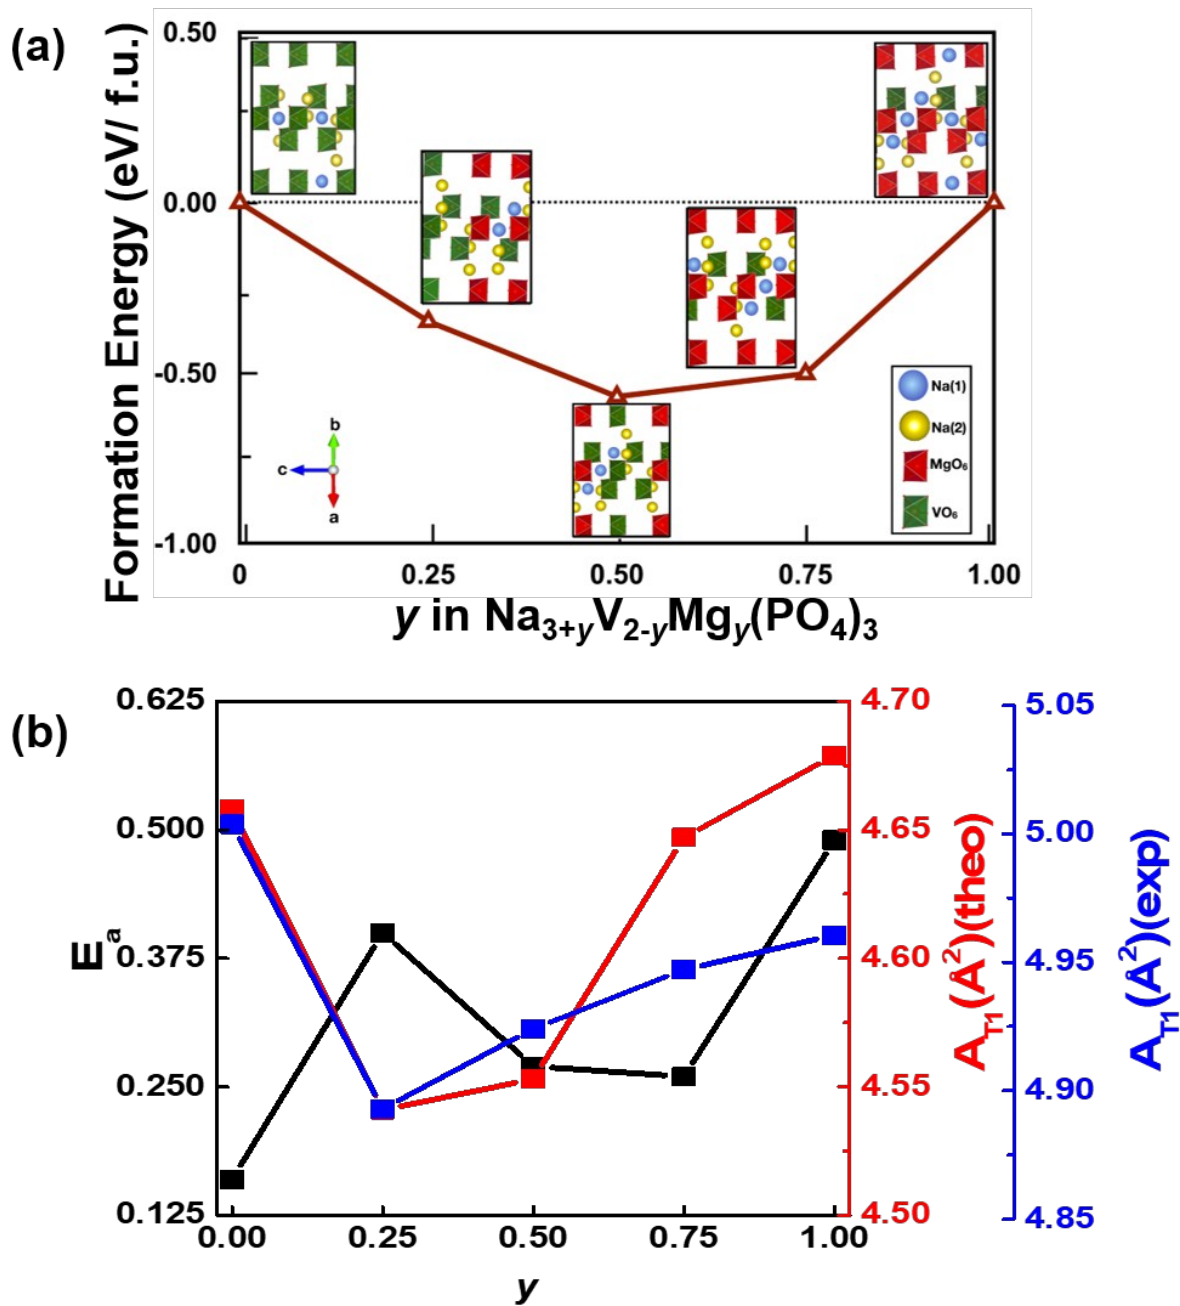 (a)
Formation Energy (eV/ f.u.)
0.50
0.00
-0.50
-1.00
b
c
a
Na(1)
Na(2)
MgO₆
VO₆
0 0.25 0.50 0.75 1.00
y in Na₃₊yV₂₋yMgy(PO₄)₃
(b)
Eₐ
0.625
0.500
0.375
0.250
0.125
4.70
4.65
4.60
4.55
4.50
A_T1 (Å²)(theo)
5.05
5.00
4.95
4.90
4.85
A_T1 (Å²)(exp)
0.00 0.25 0.50 0.75 1.00
y